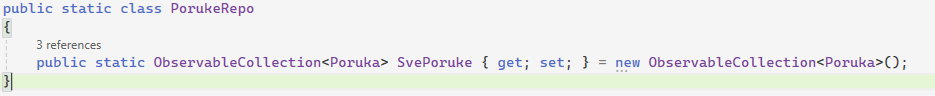 public static class PorukeRepo
{
3 references
public static ObservableCollection<Poruka> SvePoruke { get; set; } = new ObservableCollection<Poruka>();
}